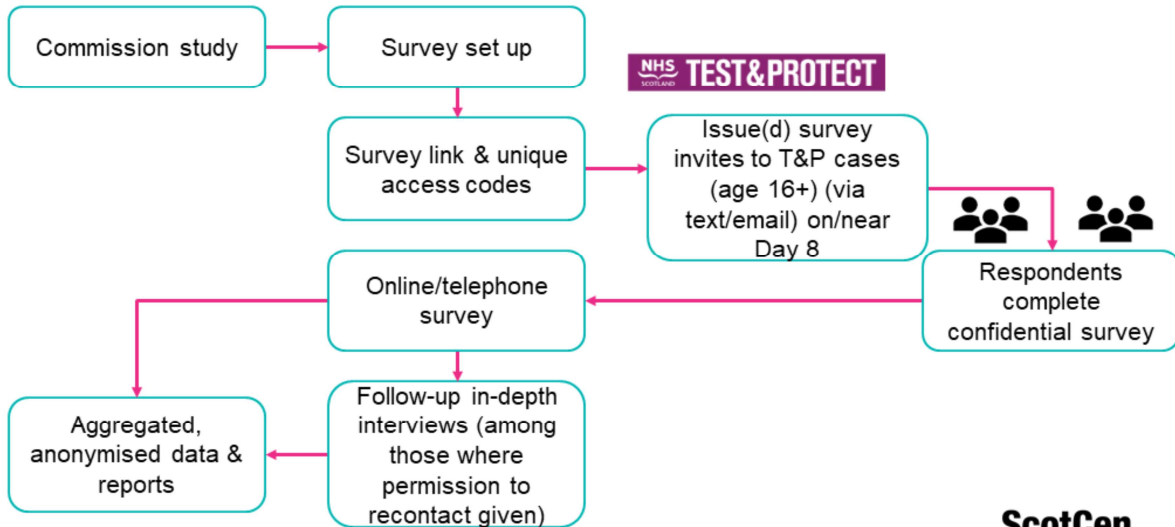 Commission study
Survey set up
NHS
SCOTLAND
TEST&PROTECT
Survey link & unique
access codes
Issue(d) survey
invites to T&P cases
(age 16+) (via
text/email) on/near
Day 8
Respondents
complete
confidential survey
Online/telephone
survey
Follow-up in-depth
interviews (among
those where
permission to
recontact given)
Aggregated,
anonymised data &
reports
ScotCen